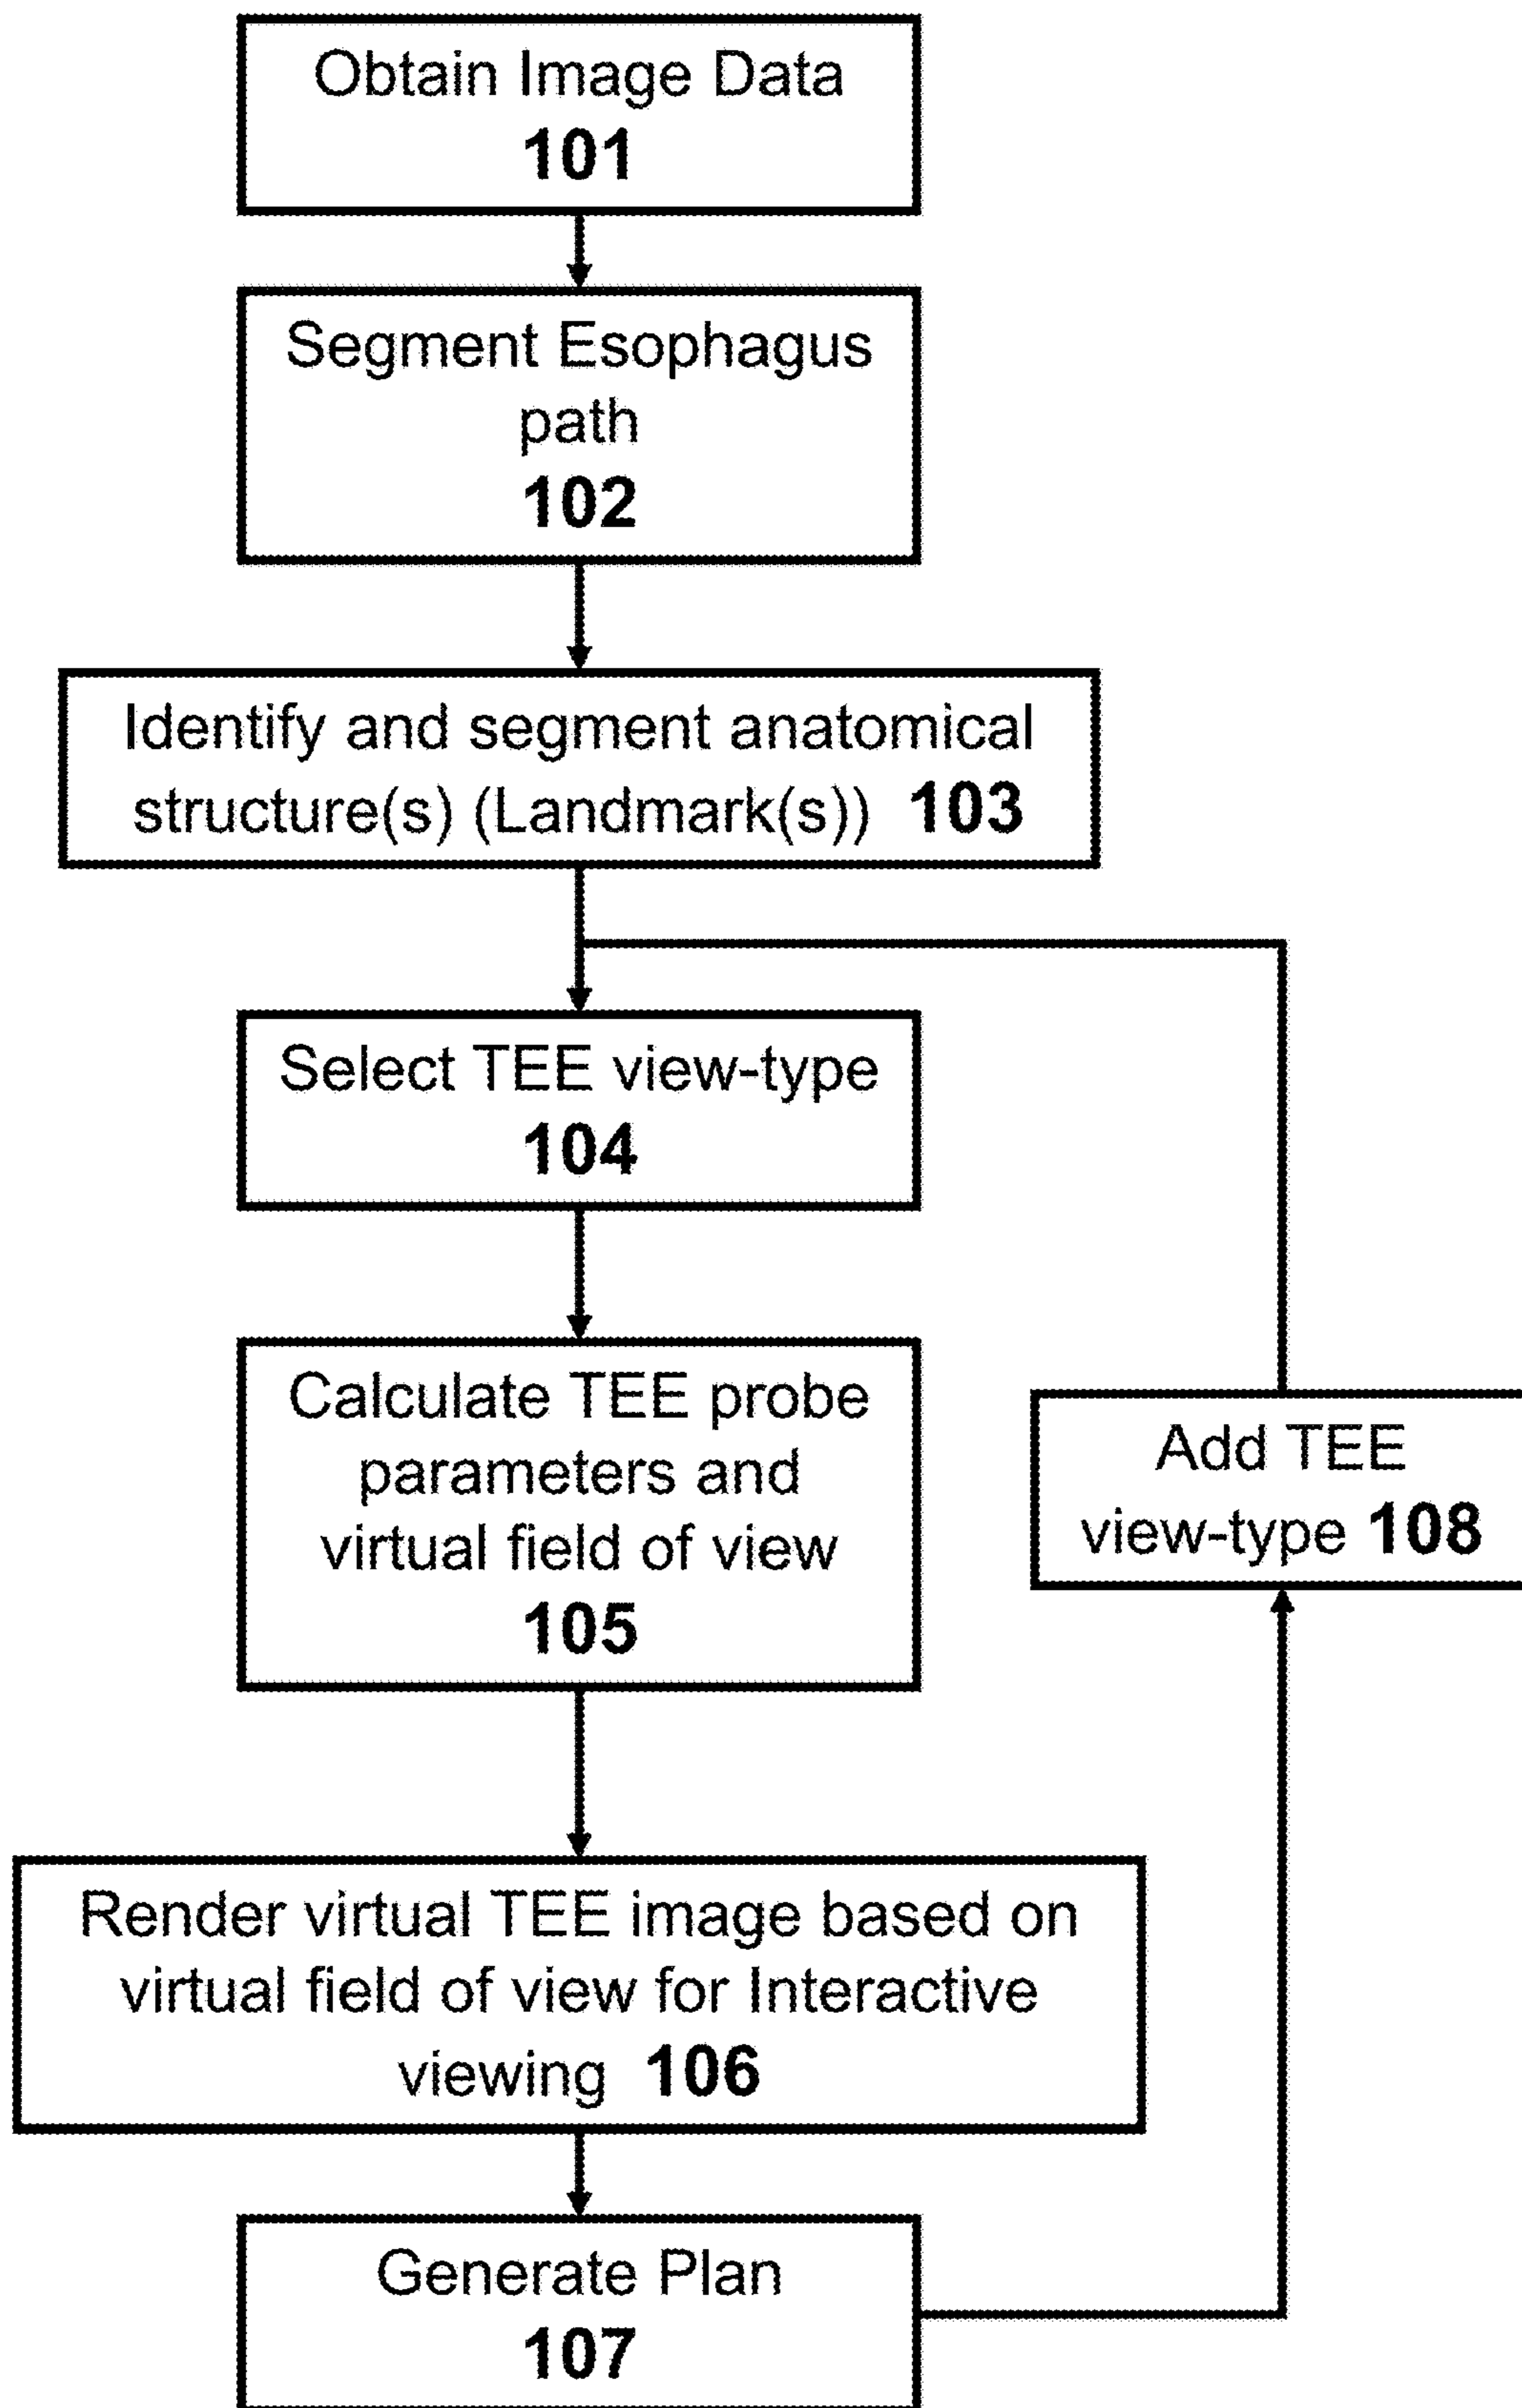 Obtain Image Data
101
Segment Esophagus
path
102
Identify and segment anatomical
structure(s) (Landmark(s)) 103
Select TEE view-type
104
Calculate TEE probe
parameters and
virtual field of view
105
Add TEE
view-type 108
Render virtual TEE image based on
virtual field of view for Interactive
viewing 106
Generate Plan
107